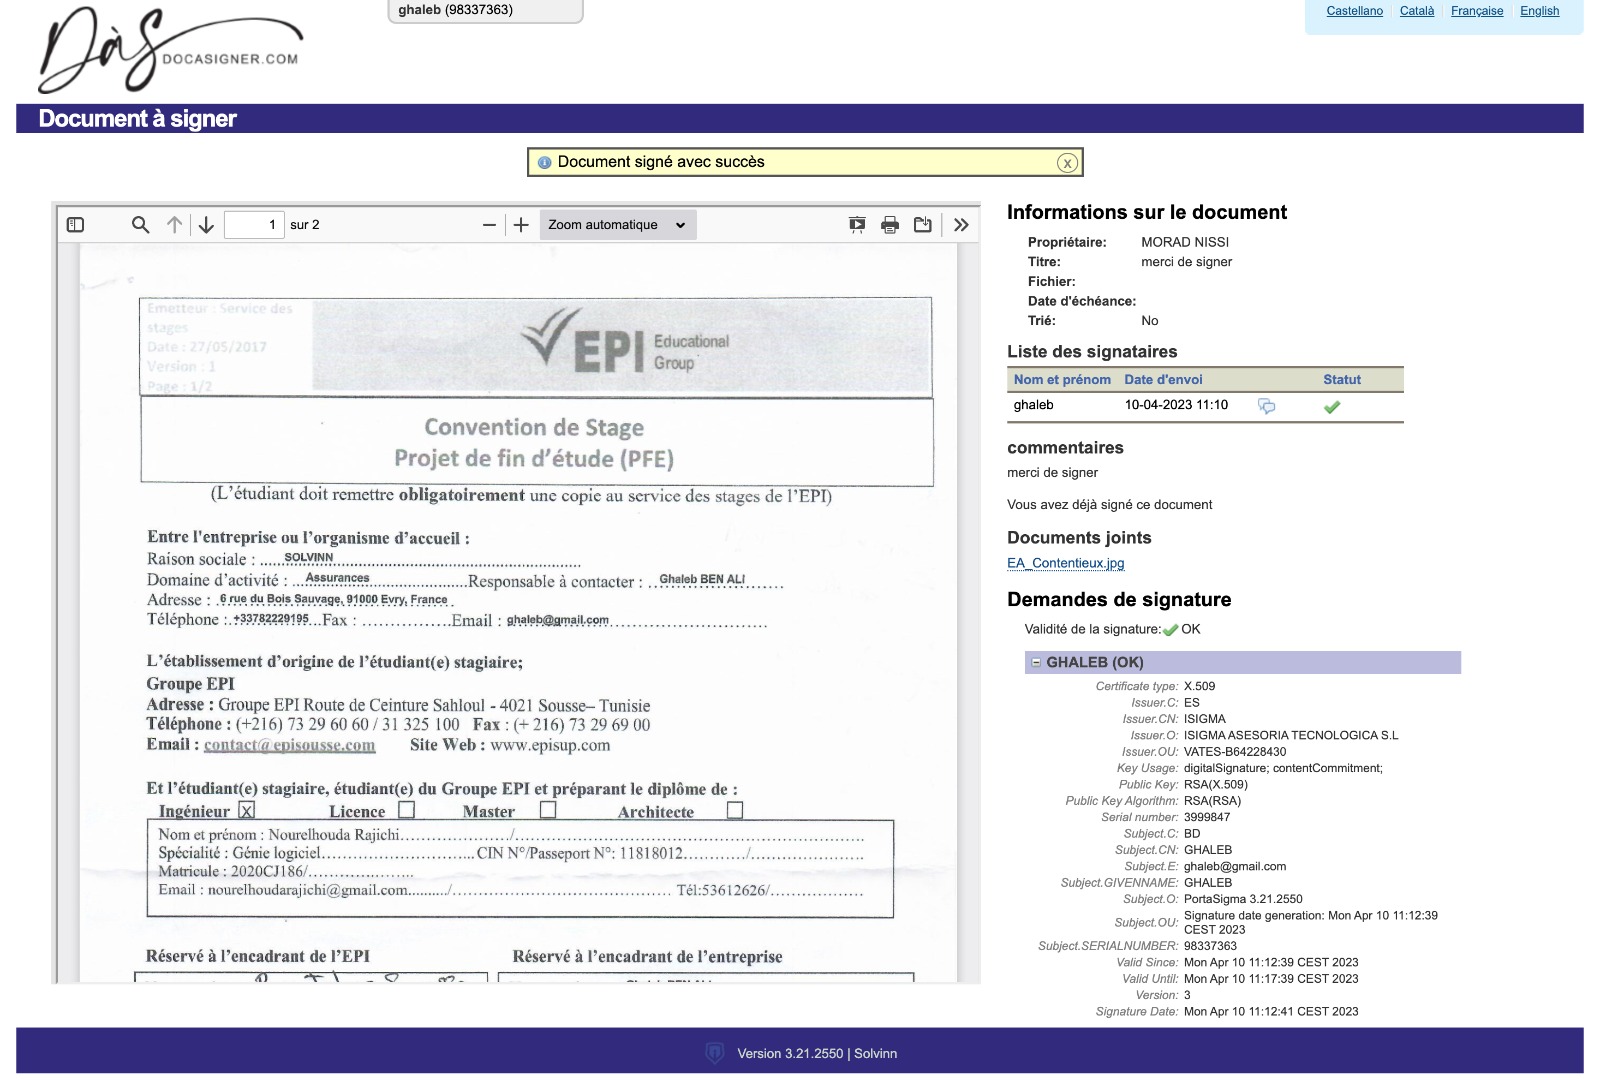 ghaleb (98337363)
Castellano Català Française English
DàS DOCASIGNER.COM
Document à signer
Document signé avec succès
1 sur 2 Zoom automatique
Emetteur : Service des
stages
Date : 27/05/2017
Version : 1
Page : 1/2
EPI Educational
Group
Convention de Stage
Projet de fin d'étude (PFE)
(L'étudiant doit remettre obligatoirement une copie au service des stages de l'EPI)
Entre l'entreprise ou l'organisme d'accueil :
Raison sociale : ......SOLVINN..............................................
Domaine d'activité : ...Assurances..........................Responsable à contacter : ..Ghaleb BEN ALI.......
Adresse : .6 rue du Bois Sauvage, 91000 Evry, France.
Téléphone :.+33782229195...Fax : ................Email : ghaleb@gmail.com.............................
L'établissement d'origine de l'étudiant(e) stagiaire;
Groupe EPI
Adresse : Groupe EPI Route de Ceinture Sahloul - 4021 Sousse– Tunisie
Téléphone : (+216) 73 29 60 60 / 31 325 100 Fax : (+ 216) 73 29 69 00
Email : contact@episousse.com Site Web : www.episup.com
Et l'étudiant(e) stagiaire, étudiant(e) du Groupe EPI et préparant le diplôme de :
Ingénieur X Licence Master Architecte
Nom et prénom : Nourelhouda Rajichi...................../.................................................................
Spécialité : Génie logiciel............................CIN N°/Passeport N°: 11818012.........../.....................
Matricule : 2020CJ186/...................
Email : nourelhoudarajichi@gmail.com........./......................................... Tél:53612626/.................
Réservé à l'encadrant de l'EPI Réservé à l'encadrant de l'entreprise
Informations sur le document
Propriétaire: MORAD NISSI
Titre: merci de signer
Fichier:
Date d'échéance:
Trié: No
Liste des signataires
Nom et prénom Date d'envoi Statut
ghaleb 10-04-2023 11:10
commentaires
merci de signer
Vous avez déjà signé ce document
Documents joints
EA_Contentieux.jpg
Demandes de signature
Validité de la signature: OK
GHALEB (OK)
Certificate type: X.509
Issuer.C: ES
Issuer.CN: ISIGMA
Issuer.O: ISIGMA ASESORIA TECNOLOGICA S.L
Issuer.OU: VATES-B64228430
Key Usage: digitalSignature; contentCommitment;
Public Key: RSA(X.509)
Public Key Algorithm: RSA(RSA)
Serial number: 3999847
Subject.C: BD
Subject.CN: GHALEB
Subject.E: ghaleb@gmail.com
Subject.GIVENNAME: GHALEB
Subject.O: PortaSigma 3.21.2550
Subject.OU: Signature date generation: Mon Apr 10 11:12:39
CEST 2023
Subject.SERIALNUMBER: 98337363
Valid Since: Mon Apr 10 11:12:39 CEST 2023
Valid Until: Mon Apr 10 11:17:39 CEST 2023
Version: 3
Signature Date: Mon Apr 10 11:12:41 CEST 2023
Version 3.21.2550 | Solvinn